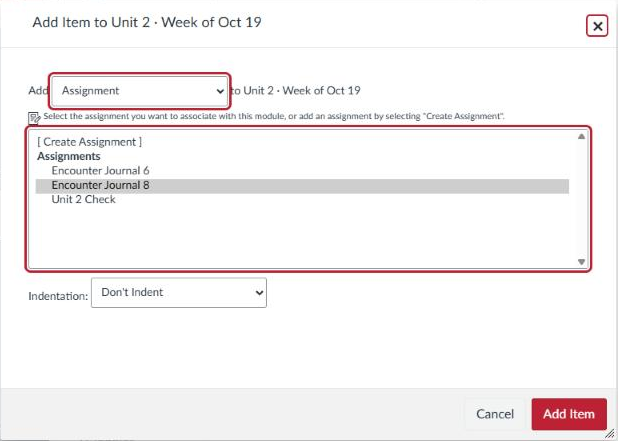 Add Item to Unit 2 · Week of Oct 19
Add Assignment to Unit 2 · Week of Oct 19
Select the assignment you want to associate with this module, or add an assignment by selecting "Create Assignment".
[ Create Assignment ]
Assignments
Encounter Journal 6
Encounter Journal 8
Unit 2 Check
Indentation: Don't Indent
Cancel Add Item